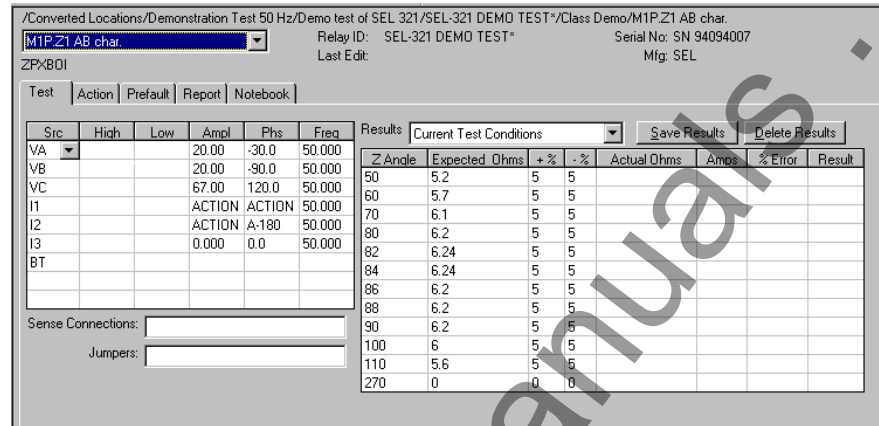 /Converted Locations/Demonstration Test 50 Hz/Demo test of SEL 321/SEL-321 DEMO TEST*/Class Demo/M1P.Z1 AB char.
M1P.Z1 AB char.
Relay ID: SEL-321 DEMO TEST*
Serial No: SN 94094007
Last Edit:
Mfg: SEL
ZPXBOI
Test Action Prefault Report Notebook
Results Current Test Conditions Save Results Delete Results
Src High Low Ampl Phs Freq
VA 20.00 -30.0 50.000
VB 20.00 -90.0 50.000
VC 67.00 120.0 50.000
I1 ACTION ACTION 50.000
I2 ACTION A-180 50.000
I3 0.000 0.0 50.000
BT
Sense Connections:
Jumpers:
Z Angle Expected Ohms + % - % Actual Ohms Amps % Error Result
50 5.2 5 5
60 5.7 5 5
70 6.1 5 5
80 6.2 5 5
82 6.24 5 5
84 6.24 5 5
86 6.2 5 5
88 6.2 5 5
90 6.2 5 5
100 6 5 5
110 5.6 5 5
270 0 0 0
anuals .